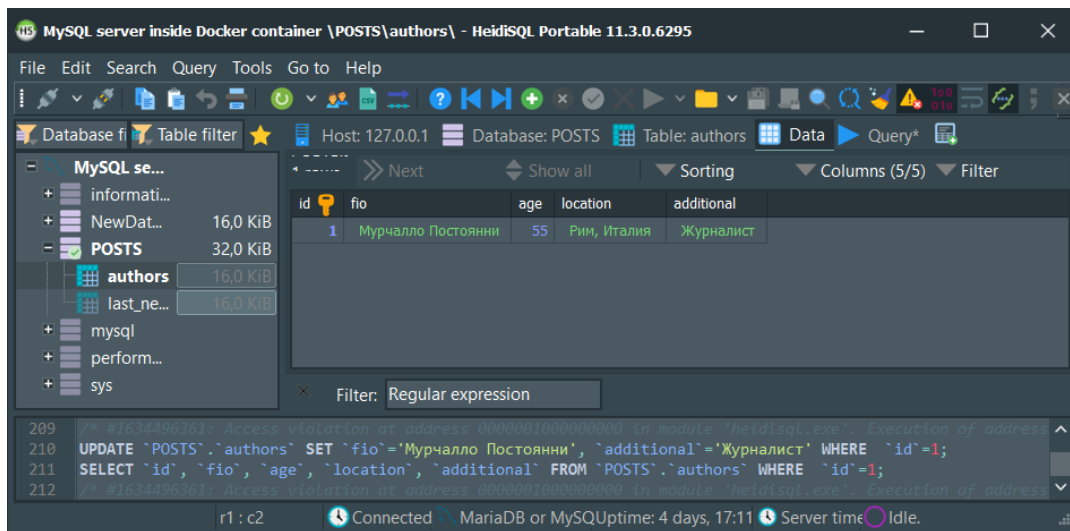 MySQL server inside Docker container \POSTS\authors\ - HeidiSQL Portable 11.3.0.6295
File Edit Search Query Tools Go to Help
Database fi Table filter Host: 127.0.0.1 Database: POSTS Table: authors Data Query*
MySQL se...
informati...
NewDat... 16,0 KiB
POSTS 32,0 KiB
authors 16,0 KiB
last_ne... 16,0 KiB
mysql
perform...
sys
Next Show all Sorting Columns (5/5) Filter
id fio age location additional
1 Мурчалло Постоянни 55 Рим, Италия Журналист
Filter: Regular expression
209 /* #1634496361: Access violation at address 0000001000000000 in module 'heidisql.exe'. Execution of address
210 UPDATE `POSTS`.`authors` SET `fio`='Мурчалло Постоянни', `additional`='Журналист' WHERE `id`=1;
211 SELECT `id`, `fio`, `age`, `location`, `additional` FROM `POSTS`.`authors` WHERE `id`=1;
212 /* #1634496361: Access violation at address 0000001000000000 in module 'heidisql.exe'. Execution of address
r1 : c2 Connected MariaDB or MySQL Uptime: 4 days, 17:11 Server time Idle.